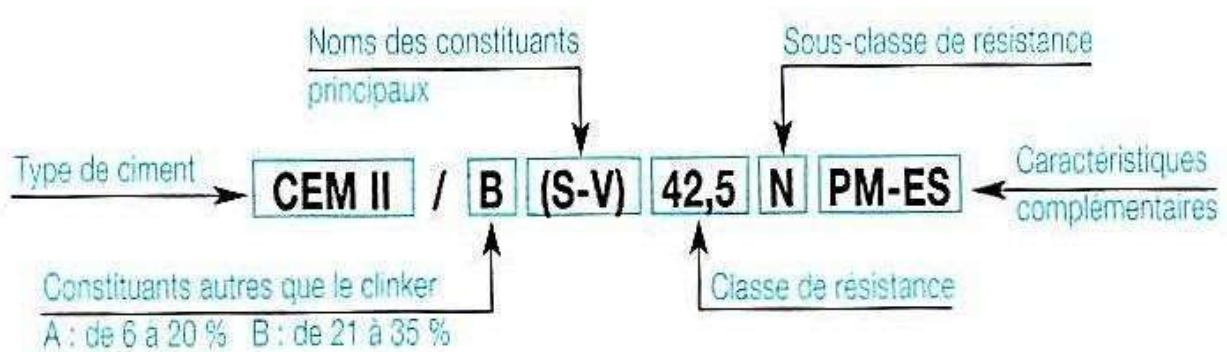 Noms des constituants
principaux
Sous-classe de résistance
Type de ciment
CEM II / B (S-V) 42,5 N PM-ES
Caractéristiques
complémentaires
Constituants autres que le clinker
A : de 6 à 20 % B : de 21 à 35 %
Classe de résistance